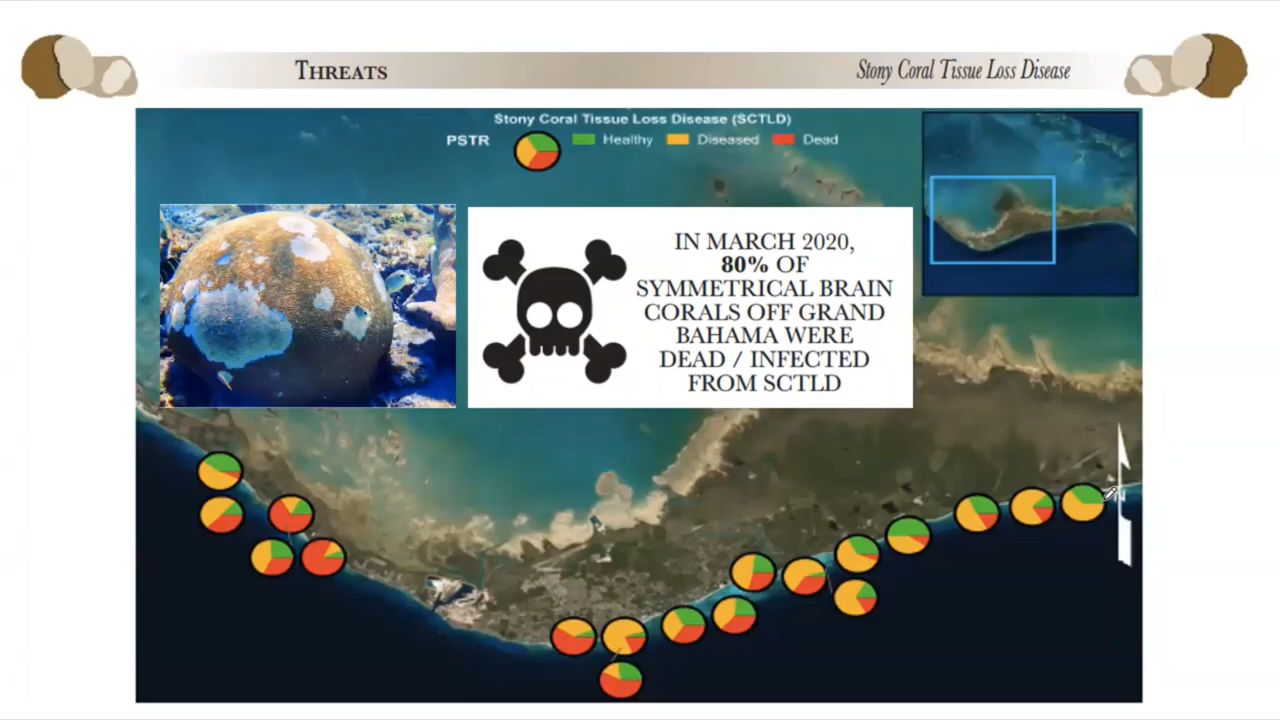 THREATS
Stony Coral Tissue Loss Disease
Stony Coral Tissue Loss Disease (SCTLD)
PSTR
Healthy
Diseased
Dead
IN MARCH 2020,
80% OF
SYMMETRICAL BRAIN
CORALS OFF GRAND
BAHAMA WERE
DEAD / INFECTED
FROM SCTLD
N